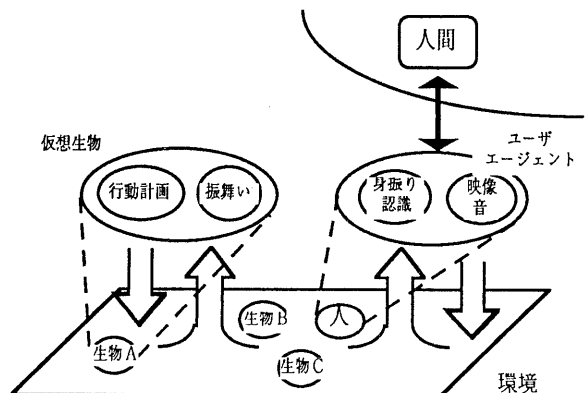 人間
仮想生物
ユーザ
エージェント
行動計画
振舞い
身振り
認識
映像
音
生物B
人
生物A
生物C
環境